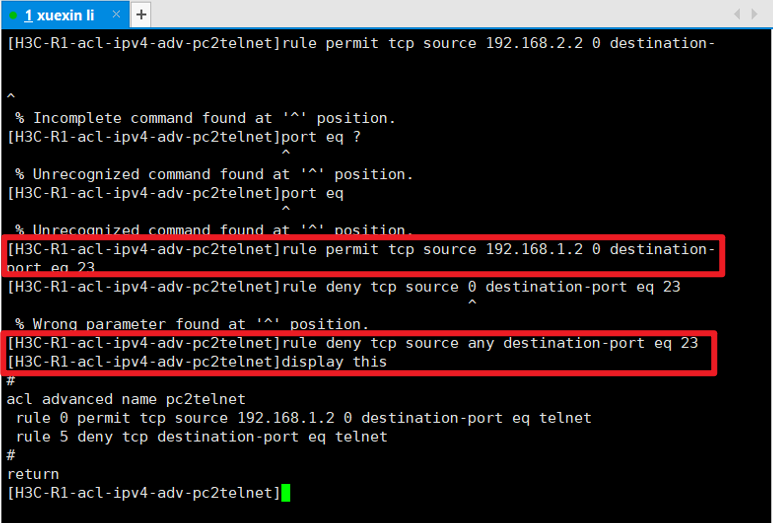 1 xuexin li × +
[H3C-R1-acl-ipv4-adv-pc2telnet]rule permit tcp source 192.168.2.2 0 destination-
^
% Incomplete command found at '^' position.
[H3C-R1-acl-ipv4-adv-pc2telnet]port eq ?
^
% Unrecognized command found at '^' position.
[H3C-R1-acl-ipv4-adv-pc2telnet]port eq
^
% Unrecognized command found at '^' position.
[H3C-R1-acl-ipv4-adv-pc2telnet]rule permit tcp source 192.168.1.2 0 destination-
port eq 23
[H3C-R1-acl-ipv4-adv-pc2telnet]rule deny tcp source 0 destination-port eq 23
^
% Wrong parameter found at '^' position.
[H3C-R1-acl-ipv4-adv-pc2telnet]rule deny tcp source any destination-port eq 23
[H3C-R1-acl-ipv4-adv-pc2telnet]display this
#
acl advanced name pc2telnet
rule 0 permit tcp source 192.168.1.2 0 destination-port eq telnet
rule 5 deny tcp destination-port eq telnet
#
return
[H3C-R1-acl-ipv4-adv-pc2telnet]